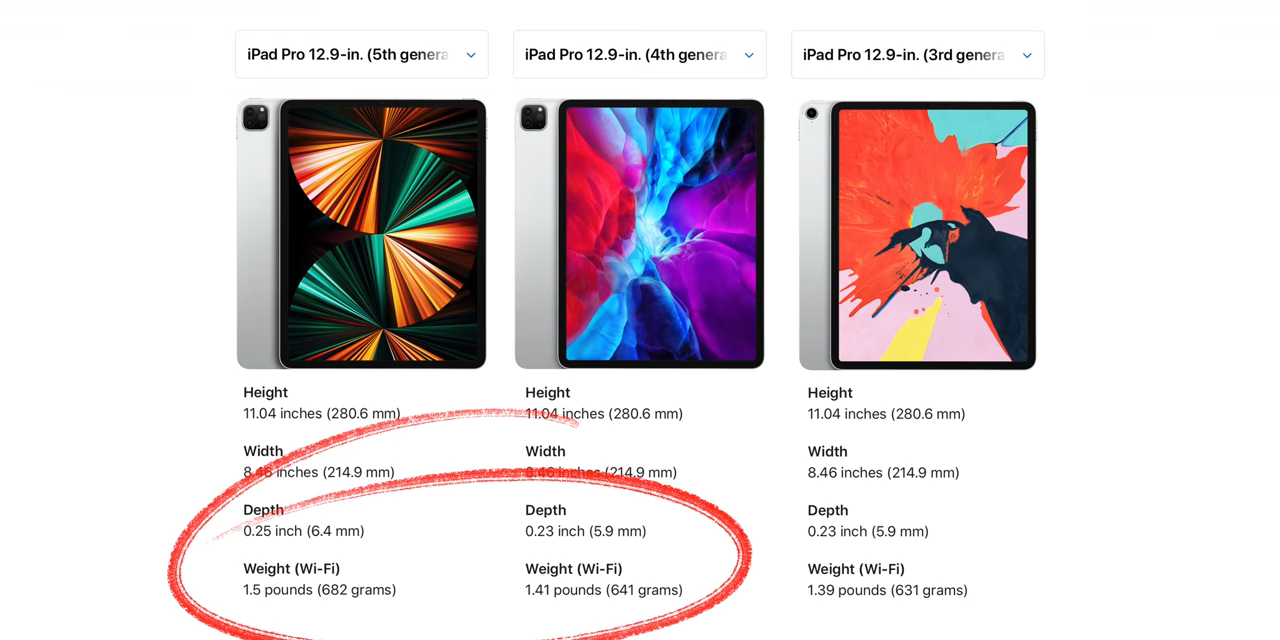 iPad Pro 12.9-in. (5th genera
iPad Pro 12.9-in. (4th genera
iPad Pro 12.9-in. (3rd genera
Height
11.04 inches (280.6 mm)
Width
8.46 inches (214.9 mm)
Depth
0.25 inch (6.4 mm)
Weight (Wi-Fi)
1.5 pounds (682 grams)
Height
11.04 inches (280.6 mm)
Width
8.46 inches (214.9 mm)
Depth
0.23 inch (5.9 mm)
Weight (Wi-Fi)
1.41 pounds (641 grams)
Height
11.04 inches (280.6 mm)
Width
8.46 inches (214.9 mm)
Depth
0.23 inch (5.9 mm)
Weight (Wi-Fi)
1.39 pounds (631 grams)